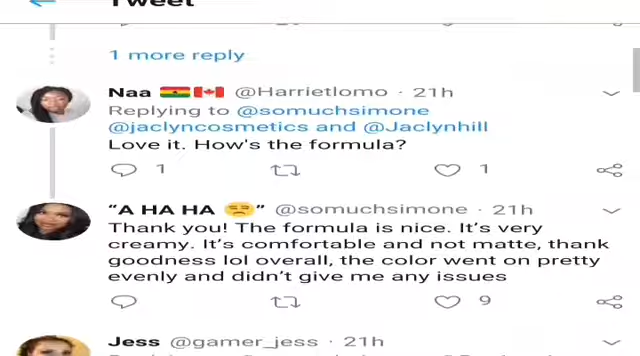 Tweet
1 more reply
Naa 🇬🇭🇨🇦 @Harrietlomo · 21h
Replying to @somuchsimone
@jaclyncosmetics and @Jaclynhill
Love it. How's the formula?
1 1
“A HA HA 😒” @somuchsimone · 21h
Thank you! The formula is nice. It’s very
creamy. It’s comfortable and not matte, thank
goodness lol overall, the color went on pretty
evenly and didn’t give me any issues
9
Jess @gamer_jess · 21h